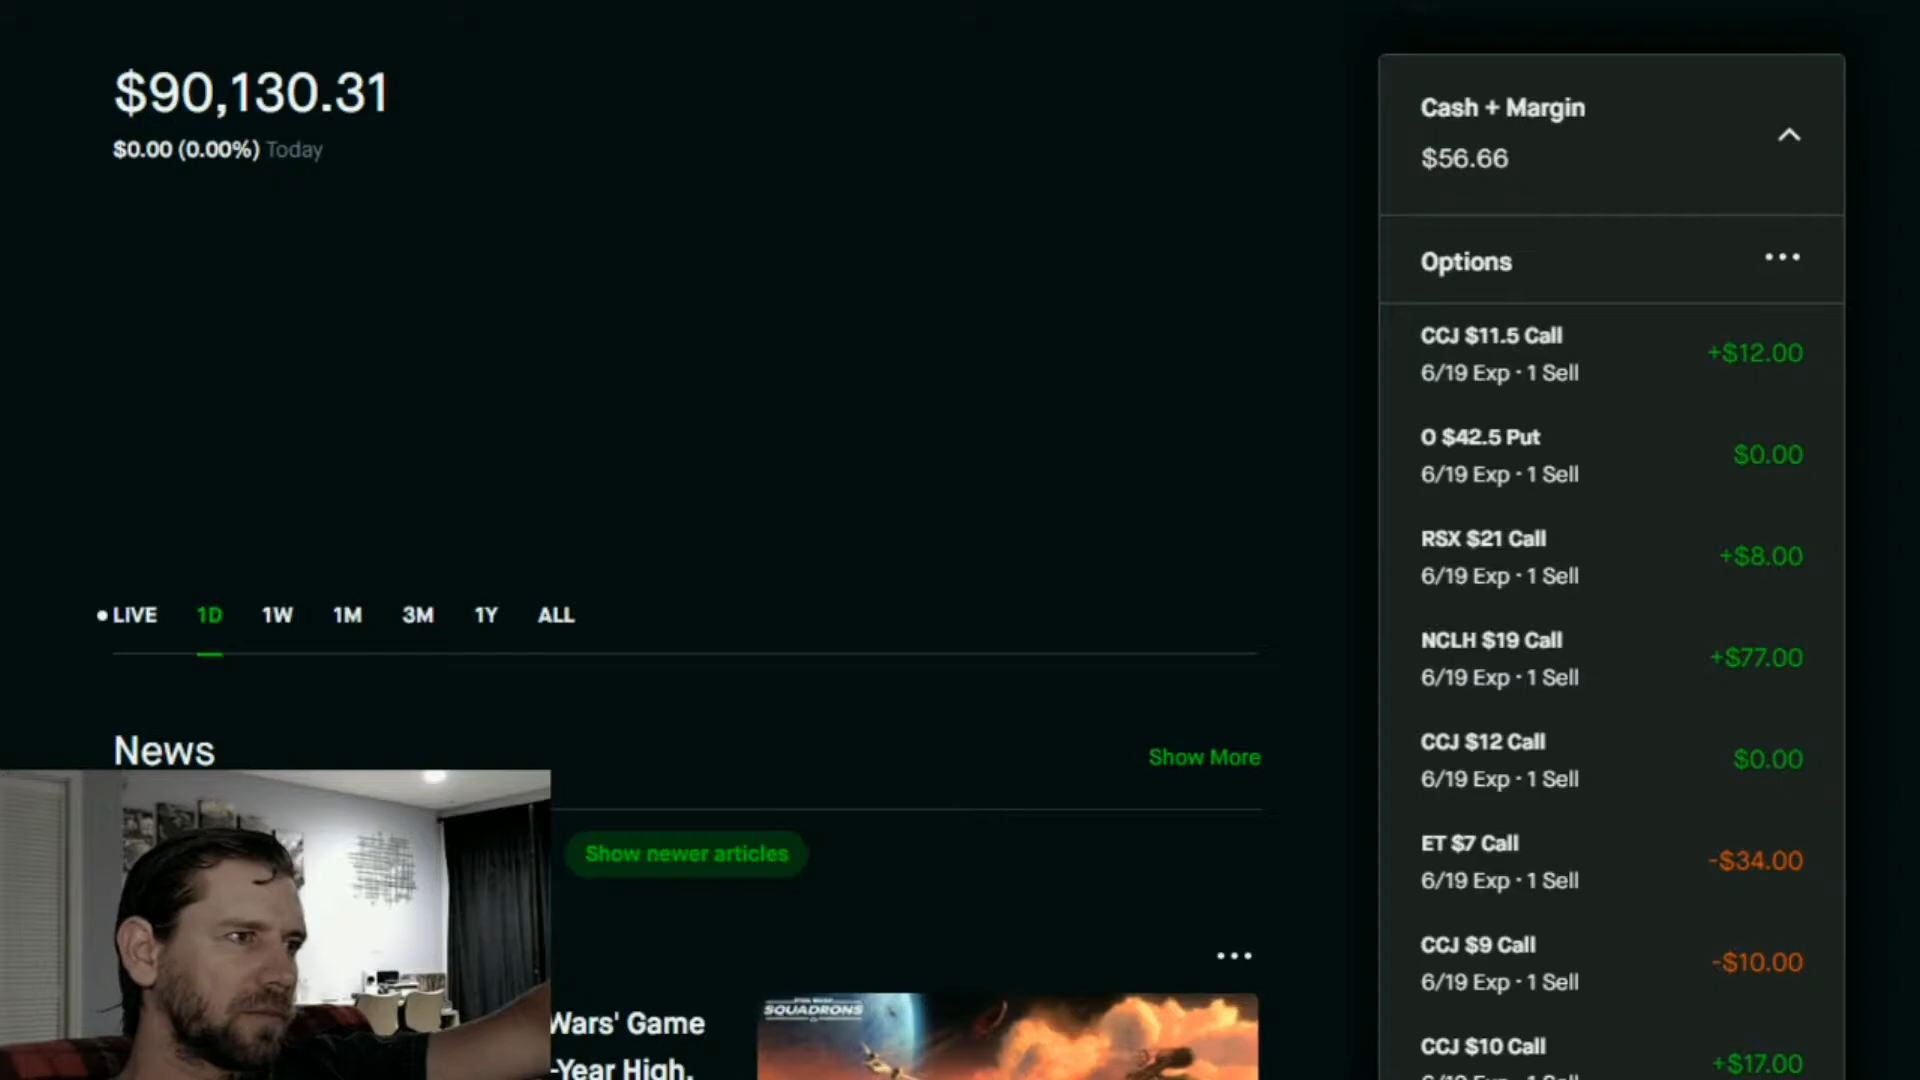 $90,130.31
$0.00 (0.00%) Today
LIVE 1D 1W 1M 3M 1Y ALL
News
Show More
Show newer articles
Wars' Game
-Year High,
SQUADRONS
Cash + Margin
$56.66
Options
CCJ $11.5 Call
+$12.00
6/19 Exp · 1 Sell
O $42.5 Put
$0.00
6/19 Exp · 1 Sell
RSX $21 Call
+$8.00
6/19 Exp · 1 Sell
NCLH $19 Call
+$77.00
6/19 Exp · 1 Sell
CCJ $12 Call
$0.00
6/19 Exp · 1 Sell
ET $7 Call
-$34.00
6/19 Exp · 1 Sell
CCJ $9 Call
-$10.00
6/19 Exp · 1 Sell
CCJ $10 Call
+$17.00